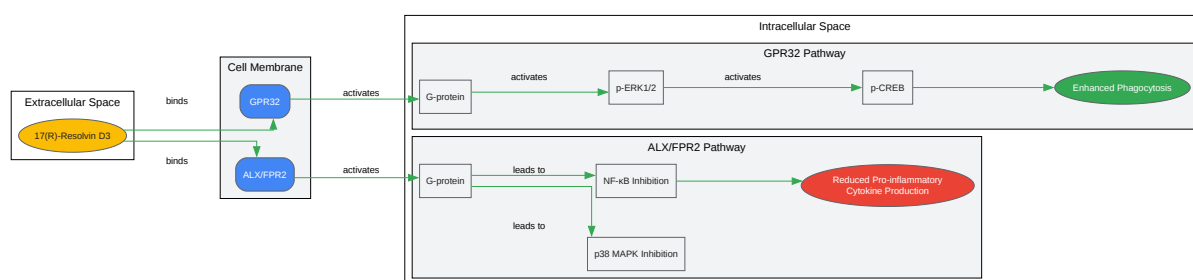 Intracellular Space
GPR32 Pathway
Cell Membrane
activates
activates
G-protein
p-ERK1/2
p-CREB
Enhanced Phagocytosis
GPR32
activates
binds
Extracellular Space
17(R)-Resolvin D3
binds
ALX/FPR2
activates
ALX/FPR2 Pathway
G-protein
leads to
NF-κB Inhibition
Reduced Pro-inflammatory
Cytokine Production
leads to
p38 MAPK Inhibition